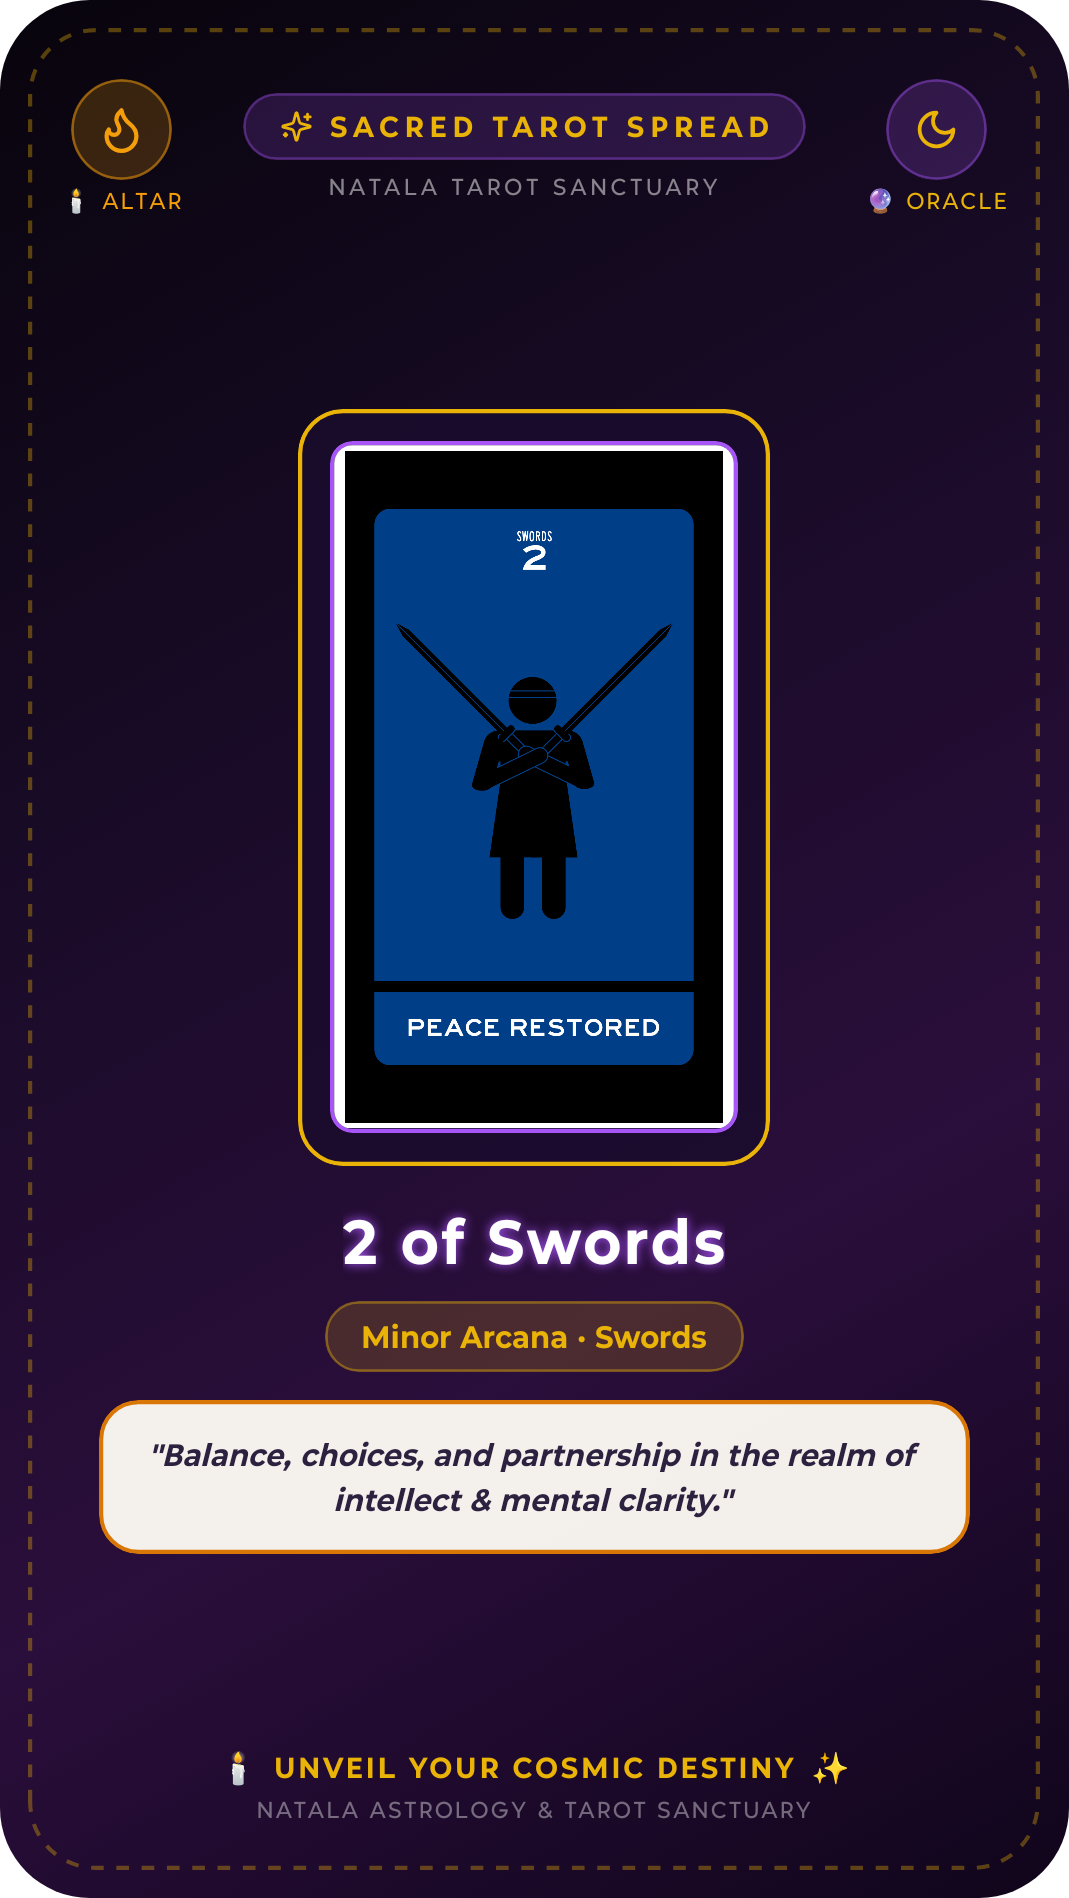 SACRED TAROT SPREAD
NATALA TAROT SANCTUARY
ALTAR
ORACLE
SWORDS
2
PEACE RESTORED
2 of Swords
Minor Arcana · Swords
"Balance, choices, and partnership in the realm of
intellect & mental clarity."
UNVEIL YOUR COSMIC DESTINY
NATALA ASTROLOGY & TAROT SANCTUARY